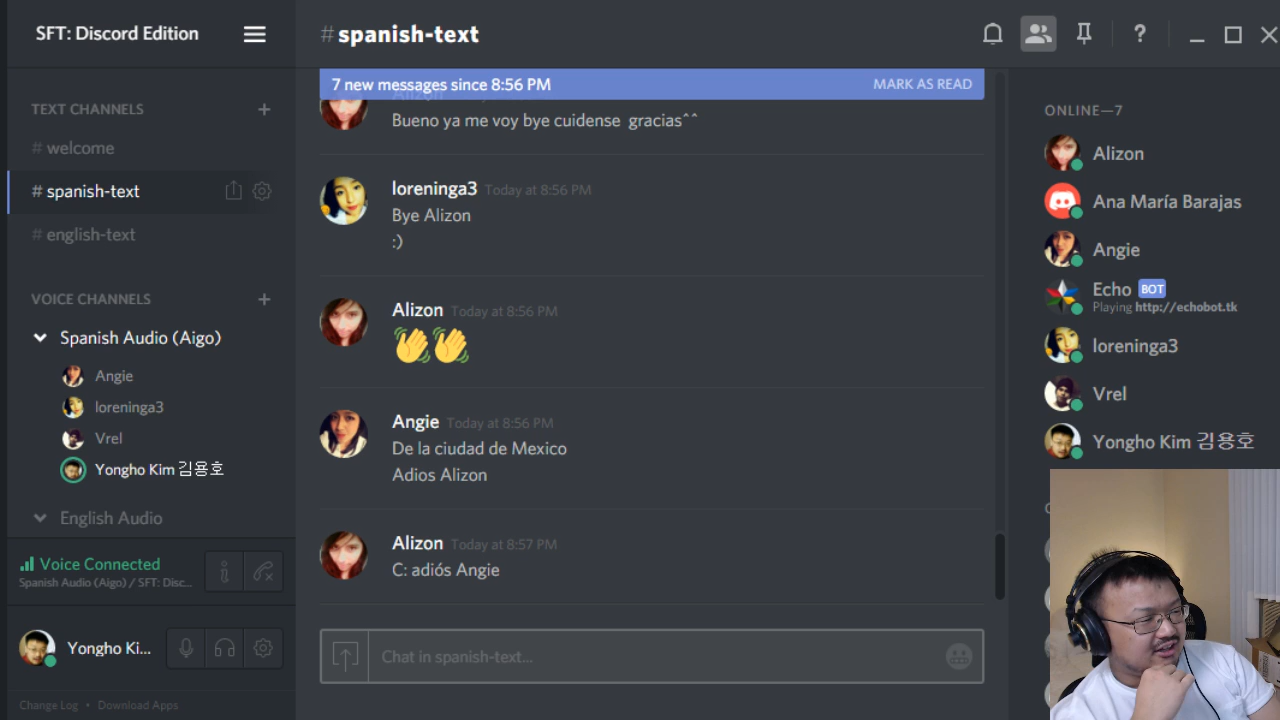 SFT: Discord Edition
TEXT CHANNELS
# welcome
# spanish-text
# english-text
VOICE CHANNELS
Spanish Audio (Aigo)
Angie
loreninga3
Vrel
Yongho Kim 김용호
English Audio
Voice Connected
Spanish Audio (Aigo) / SFT: Disc...
Yongho Ki...
Change Log • Download Apps
# spanish-text
7 new messages since 8:56 PM MARK AS READ
Alizon
Bueno ya me voy bye cuidense gracias^^
loreninga3 Today at 8:56 PM
Bye Alizon
:)
Alizon Today at 8:56 PM
👋👋
Angie Today at 8:56 PM
De la ciudad de Mexico
Adios Alizon
Alizon Today at 8:57 PM
C: adiós Angie
Chat in spanish-text...
ONLINE—7
Alizon
Ana María Barajas
Angie
Echo BOT
Playing http://echobot.tk
loreninga3
Vrel
Yongho Kim 김용호